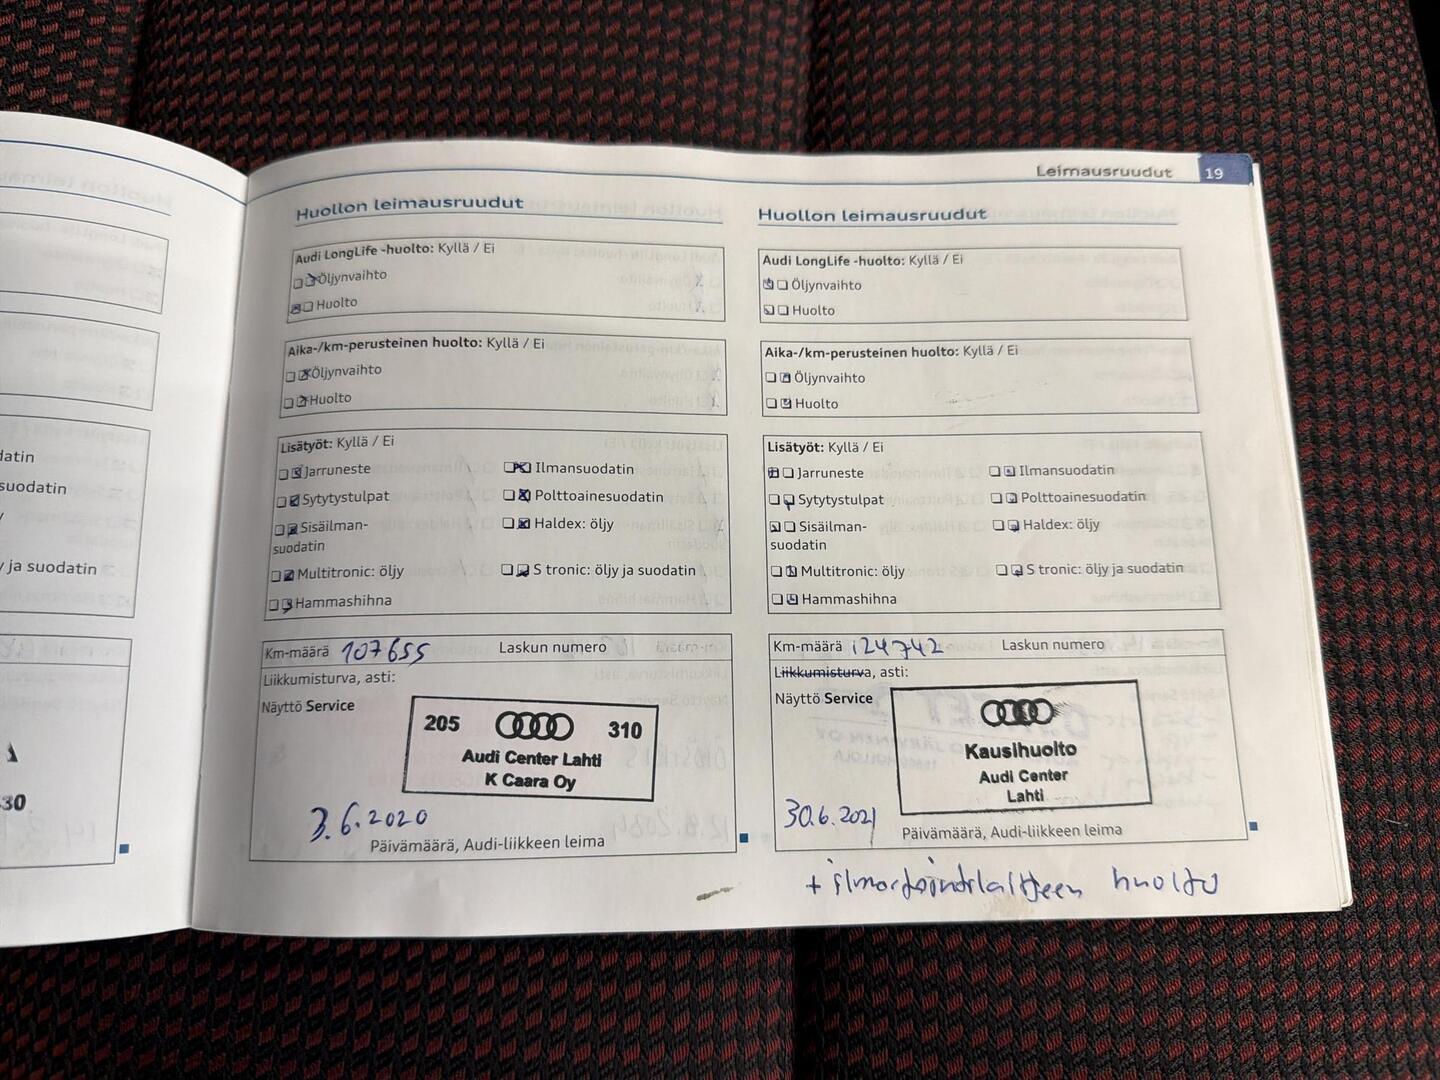 Leimausruudut 19
datin
suodatin
y
y ja suodatin
30
Huollon leimausruudut
Audi LongLife -huolto: Kyllä / Ei
Öljynvaihto
Huolto
Aika-/km-perusteinen huolto: Kyllä / Ei
Öljynvaihto
Huolto
Lisätyöt: Kyllä / Ei
Jarruneste
Sytytystulpat
Sisäilman-
suodatin
Multitronic: öljy
Hammashihna
Ilmansuodatin
Polttoainesuodatin
Haldex: öljy
S tronic: öljy ja suodatin
Km-määrä 107655 Laskun numero
Liikkumisturva, asti:
Näyttö Service
205 310
Audi Center Lahti
K Caara Oy
3.6.2020
Päivämäärä, Audi-liikkeen leima
Huollon leimausruudut
Audi LongLife -huolto: Kyllä / Ei
Öljynvaihto
Huolto
Aika-/km-perusteinen huolto: Kyllä / Ei
Öljynvaihto
Huolto
Lisätyöt: Kyllä / Ei
Jarruneste
Sytytystulpat
Sisäilman-
suodatin
Multitronic: öljy
Hammashihna
Ilmansuodatin
Polttoainesuodatin
Haldex: öljy
S tronic: öljy ja suodatin
Km-määrä 124742 Laskun numero
Liikkumisturva, asti:
Näyttö Service
Kausihuolto
Audi Center
Lahti
30.6.2021
Päivämäärä, Audi-liikkeen leima
+ ilmastointilaitteen huolto